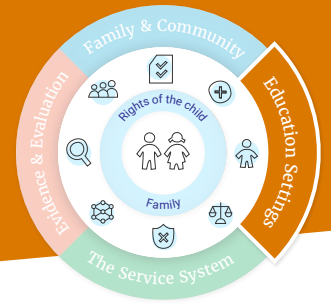 Family & Community
Education Settings
The Service System
Evidence & Evaluation
Rights of the child
Family